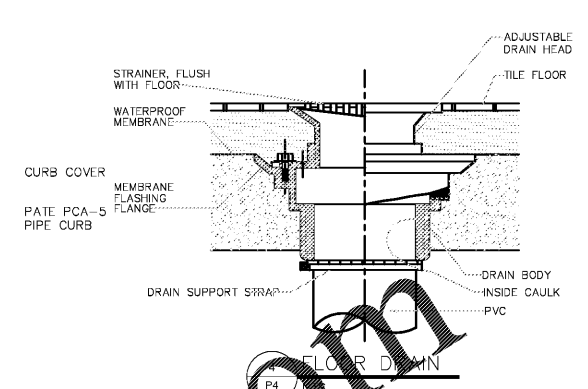 ADJUSTABLE
DRAIN HEAD
STRAINER, FLUSH
WITH FLOOR
TILE FLOOR
WATERPROOF
MEMBRANE
CURB COVER
MEMBRANE
FLASHING
FLANGE
PATE PCA-5
PIPE CURB
DRAIN BODY
DRAIN SUPPORT STRAP
INSIDE CAULK
PVC
4
FLOOR DRAIN
P4
om